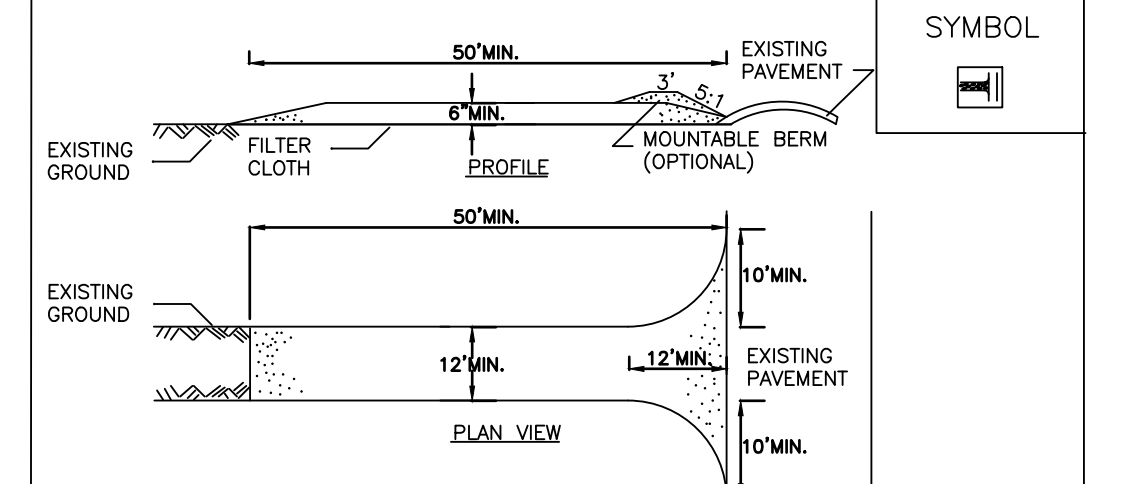 SYMBOL
50'MIN.
EXISTING
PAVEMENT
3'
5:1
6"MIN.
EXISTING
GROUND
FILTER
CLOTH
MOUNTABLE BERM
(OPTIONAL)
PROFILE
50'MIN.
10'MIN.
EXISTING
GROUND
12'MIN.
12'MIN.
EXISTING
PAVEMENT
PLAN VIEW
10'MIN.